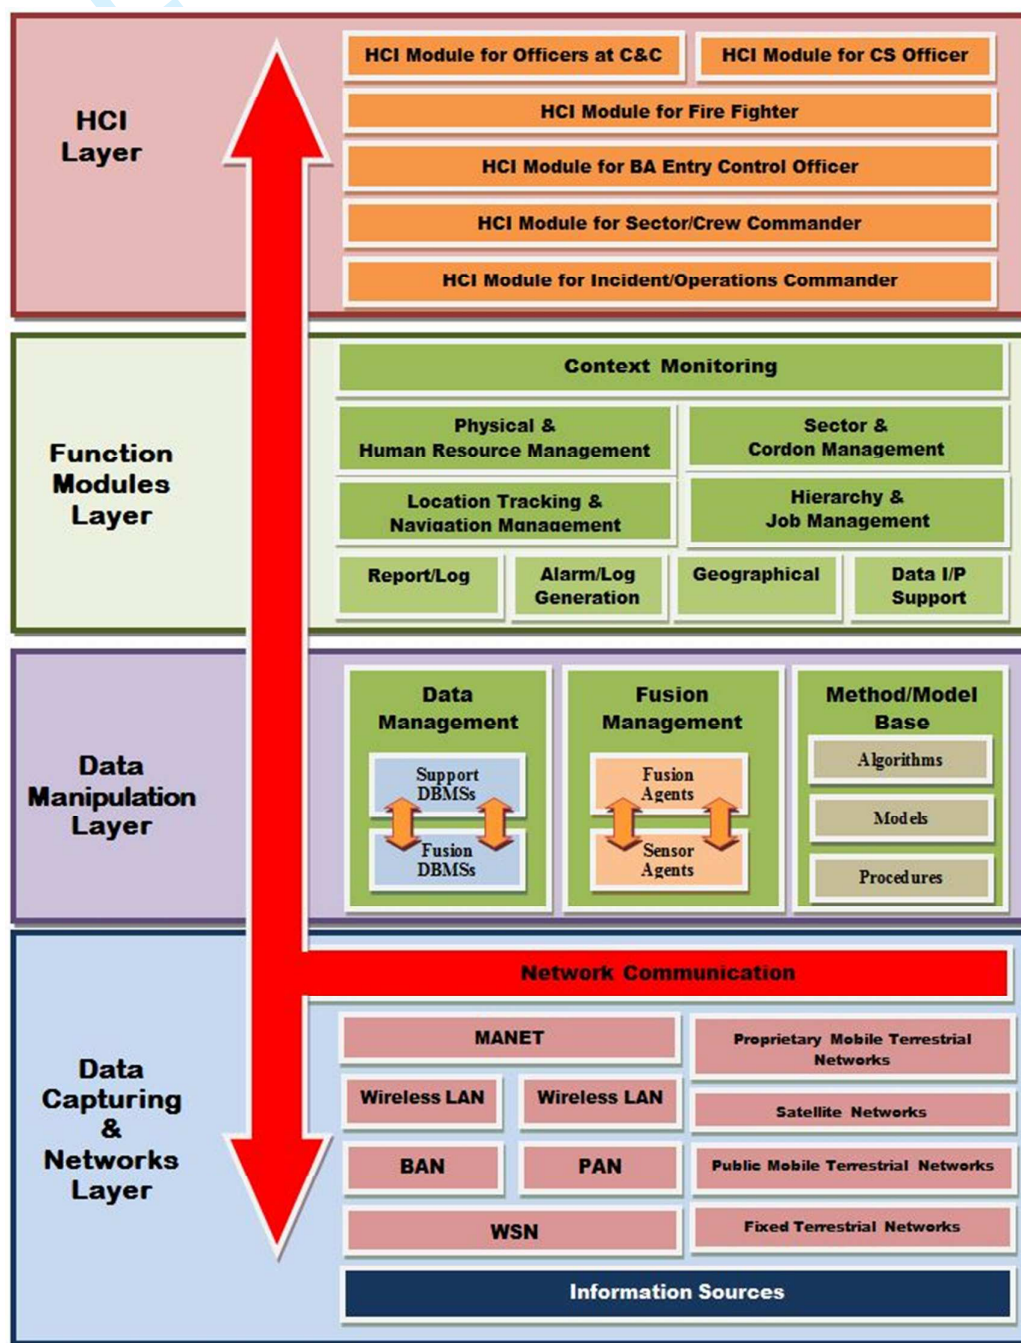 HCI
Layer
HCI Module for Officers at C&C
HCI Module for CS Officer
HCI Module for Fire Fighter
HCI Module for BA Entry Control Officer
HCI Module for Sector/Crew Commander
HCI Module for Incident/Operations Commander
Function
Modules
Layer
Context Monitoring
Physical &
Human Resource Management
Sector &
Cordon Management
Location Tracking &
Navigation Management
Hierarchy &
Job Management
Report/Log
Alarm/Log
Generation
Geographical
Data I/P
Support
Data
Manipulation
Layer
Data
Management
Support
DBMSs
Fusion
DBMSs
Fusion
Management
Fusion
Agents
Sensor
Agents
Method/Model
Base
Algorithms
Models
Procedures
Data
Capturing
&
Networks
Layer
Network Communication
MANET
Wireless LAN
Wireless LAN
BAN
PAN
WSN
Proprietary Mobile Terrestrial
Networks
Satellite Networks
Public Mobile Terrestrial Networks
Fixed Terrestrial Networks
Information Sources